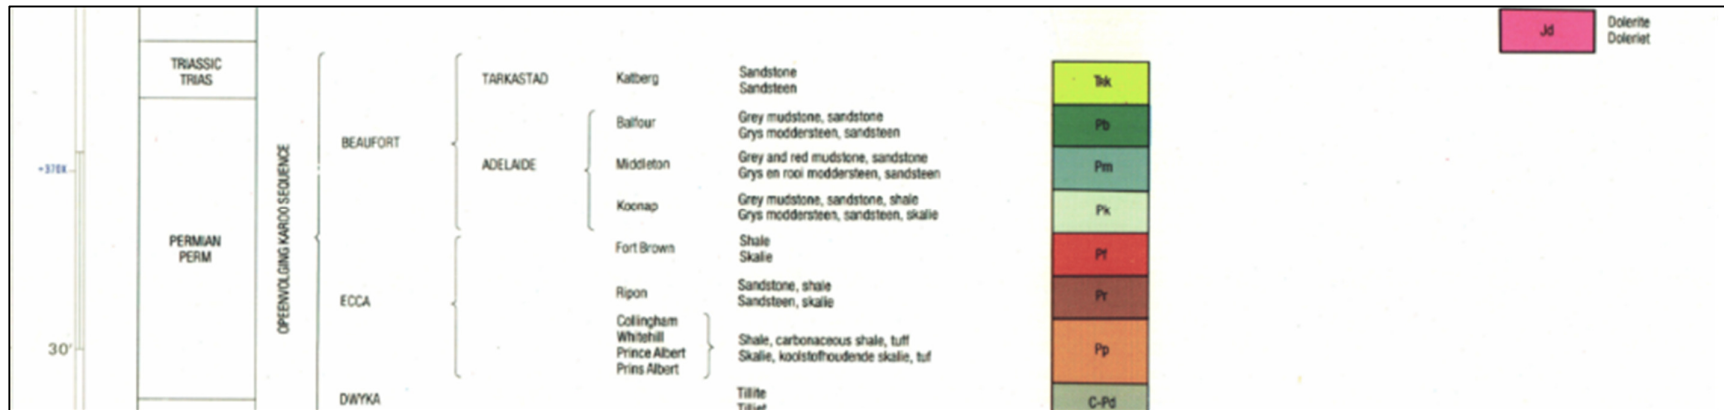 Jd
Dolerite
Doleriet
TRIASSIC
TRIAS
TARKASTAD
Katberg
Sandstone
Sandsteen
Balfour
Grey mudstone, sandstone
Grys moddersteen, sandsteen
Pb
BEAUFORT
ADELAIDE
Middleton
Grey and red mudstone, sandstone
Grys en rooi moddersteen, sandsteen
Pm
Koonap
Grey mudstone, sandstone, shale
Grys moddersteen, sandsteen, skalie
Pk
PERMIAN
PERM
OPEENVOLGING KAROO SEQUENCE
Fort Brown
Shale
Skalie
Pf
ECCA
Ripon
Sandstone, shale
Sandsteen, skalie
Pr
30'
Collingham
Whitehill
Prince Albert
Prins Albert
Shale, carbonaceous shale, tuff
Skalie, koolstofhoudende skalie, tuf
Pp
DWYKA
Tillite
Tilliet
C-Pd